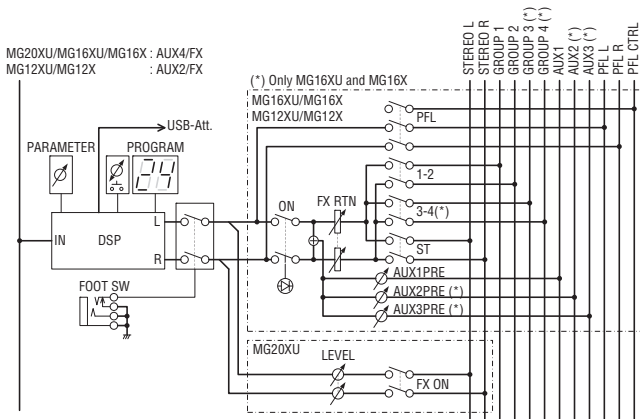 MG20XU/MG16XU/MG16X : AUX4/FX
MG12XU/MG12X : AUX2/FX
STEREO L
STEREO R
GROUP 1
GROUP 2
GROUP 3 (*)
GROUP 4 (*)
AUX1
AUX2 (*)
AUX3 (*)
PFL L
PFL R
PFL CTRL
(*) Only MG16XU and MG16X
MG16XU/MG16X
MG12XU/MG12X
PFL
USB-Att.
PARAMETER
PROGRAM
24
1-2
ON
FX RTN
3-4(*)
L
IN
DSP
R
ST
FOOT SW
AUX1PRE
AUX2PRE (*)
AUX3PRE (*)
MG20XU
LEVEL
FX ON